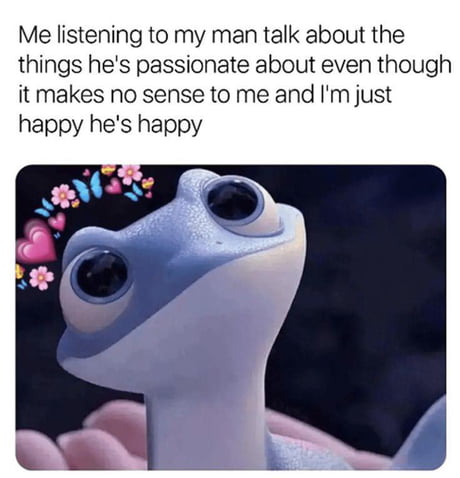 Me listening to my man talk about the
things he's passionate about even though
it makes no sense to me and I'm just
happy he's happy